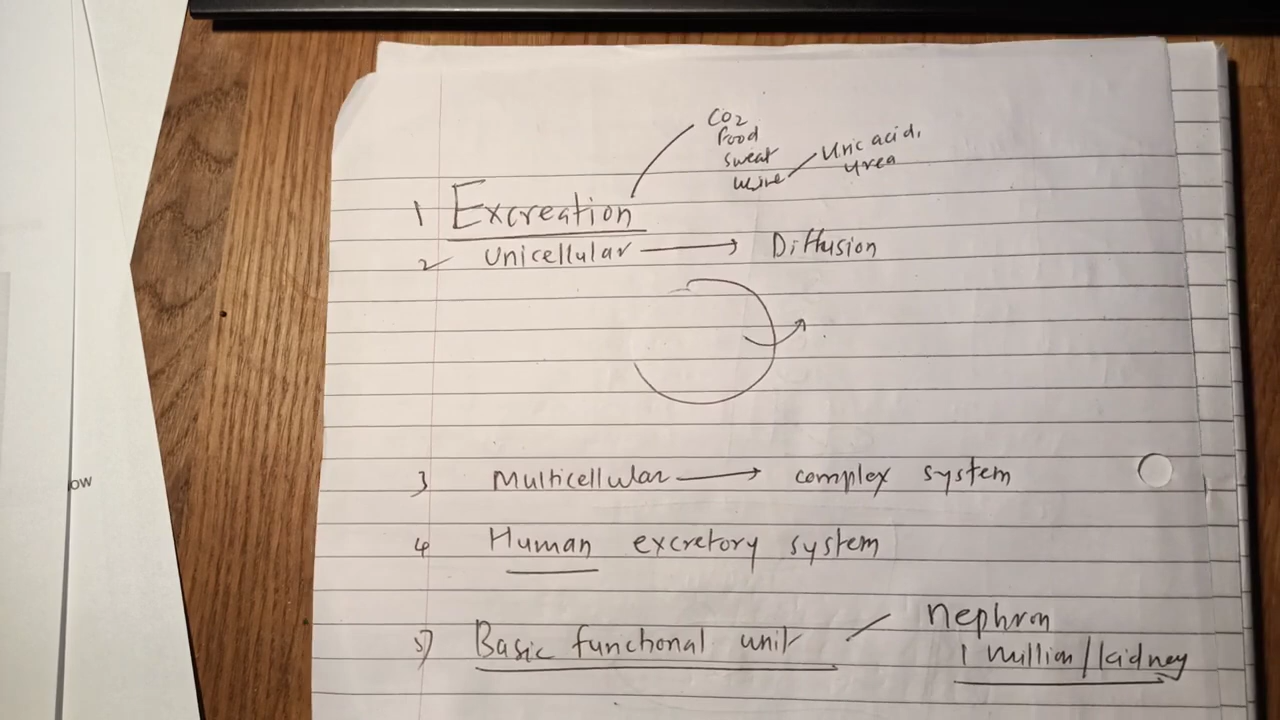 CO2
Food
sweat
urine
Uric acid,
urea
1 Excreation
2 Unicellular → Diffusion
3 Multicellular → complex system
4 Human excretory system
5) Basic functional unit
nephron
1 million/kidney
ow